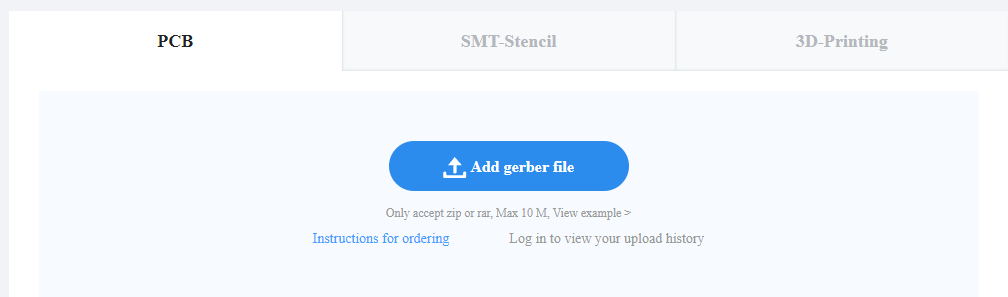 PCB SMT-Stencil 3D-Printing
Add gerber file
Only accept zip or rar, Max 10 M, View example >
Instructions for ordering Log in to view your upload history